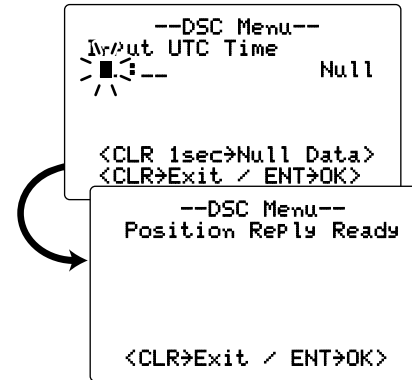 --DSC Menu--
Input UTC Time
:__ Null
<CLR 1sec→Null Data>
<CLR→Exit / ENT→OK>
--DSC Menu--
Position Reply Ready
<CLR→Exit / ENT→OK>